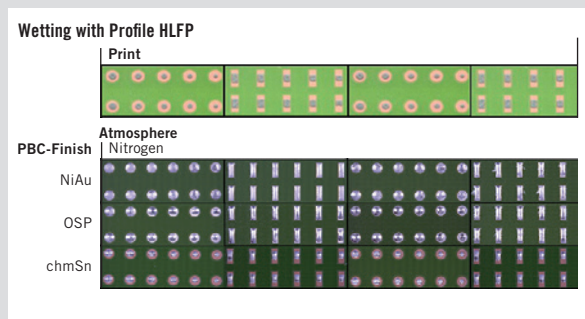 Wetting with Profile HLFP
Print
Atmosphere
PBC-Finish Nitrogen
NiAu
OSP
chmSn